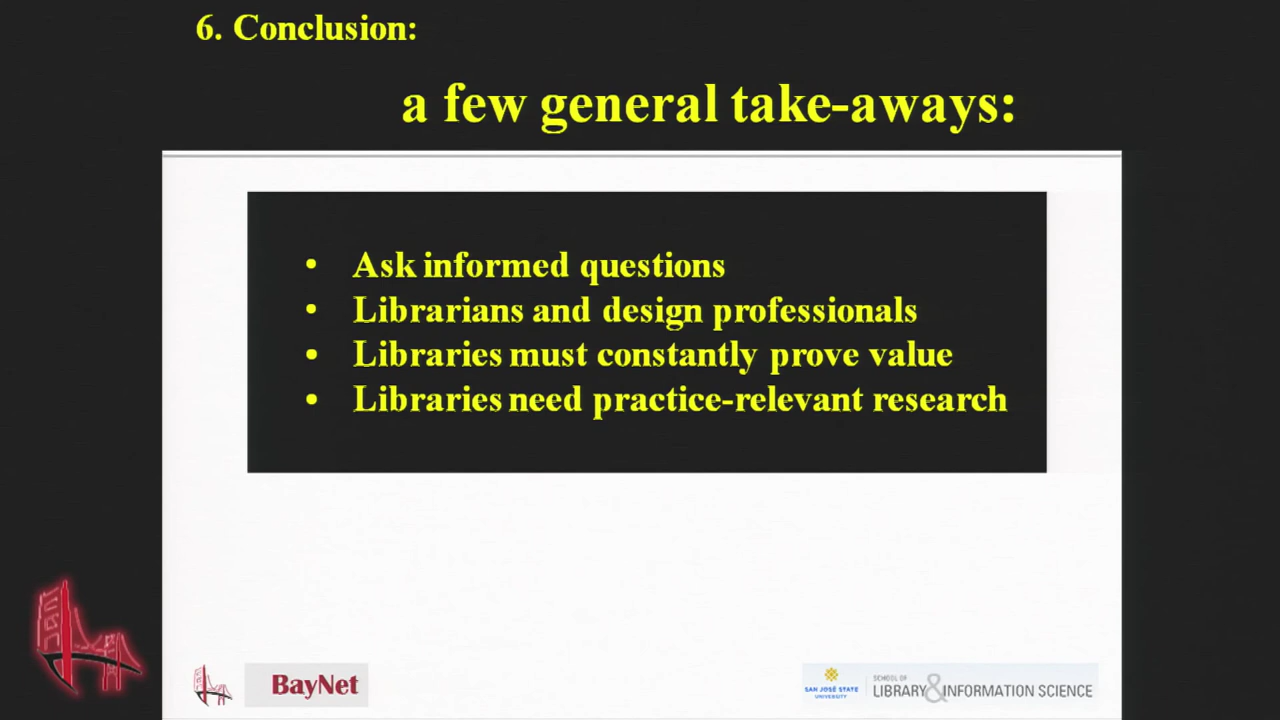 6. Conclusion:
a few general take-aways:
• Ask informed questions
• Librarians and design professionals
• Libraries must constantly prove value
• Libraries need practice-relevant research
BayNet
SAN JOSÉ STATE
UNIVERSITY
SCHOOL OF
LIBRARY & INFORMATION SCIENCE